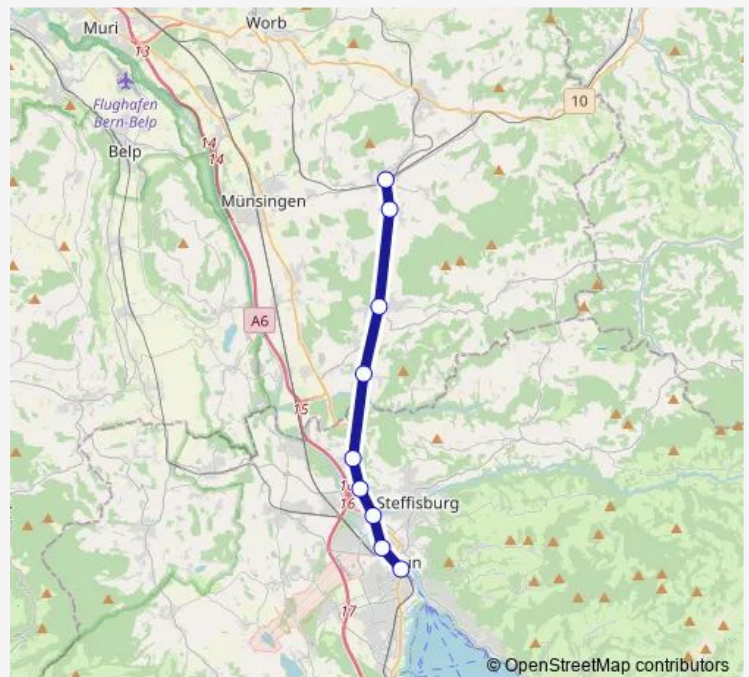 Muri
Worb
13
Flughafen
Bern-Belp
10
14
14
Belp
Münsingen
A6
15
16
Steffisburg
17
© OpenStreetMap contributors